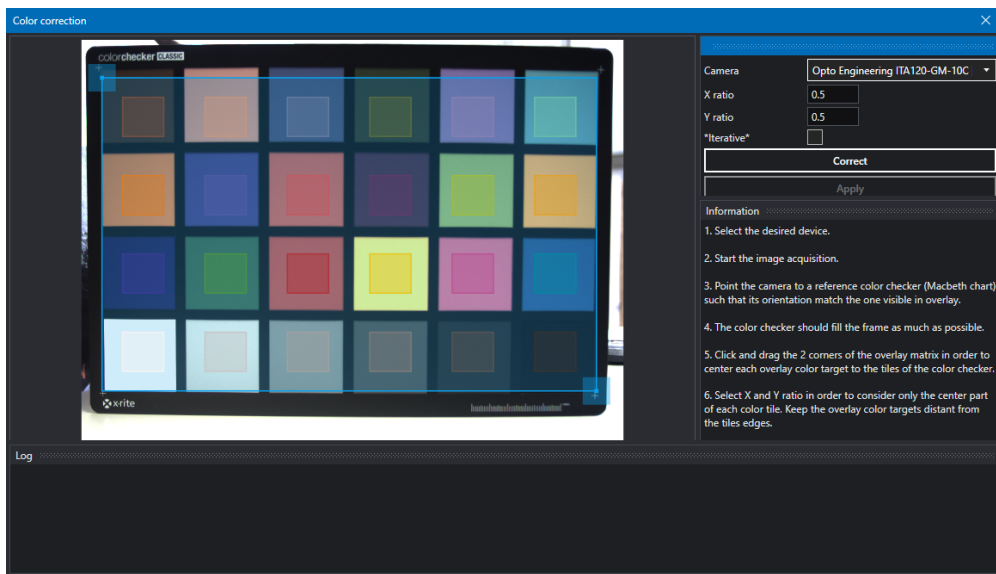 Color correction
colorchecker CLASSIC
x-rite
Camera
Opto Engineering ITA120-GM-10C
X ratio
0.5
Y ratio
0.5
*Iterative*
Correct
Apply
Information
1. Select the desired device.
2. Start the image acquisition.
3. Point the camera to a reference color checker (Macbeth chart)
such that its orientation match the one visible in overlay.
4. The color checker should fill the frame as much as possible.
5. Click and drag the 2 corners of the overlay matrix in order to
center each overlay color target to the tiles of the color checker.
6. Select X and Y ratio in order to consider only the center part
of each color tile. Keep the overlay color targets distant from
the tiles edges.
Log